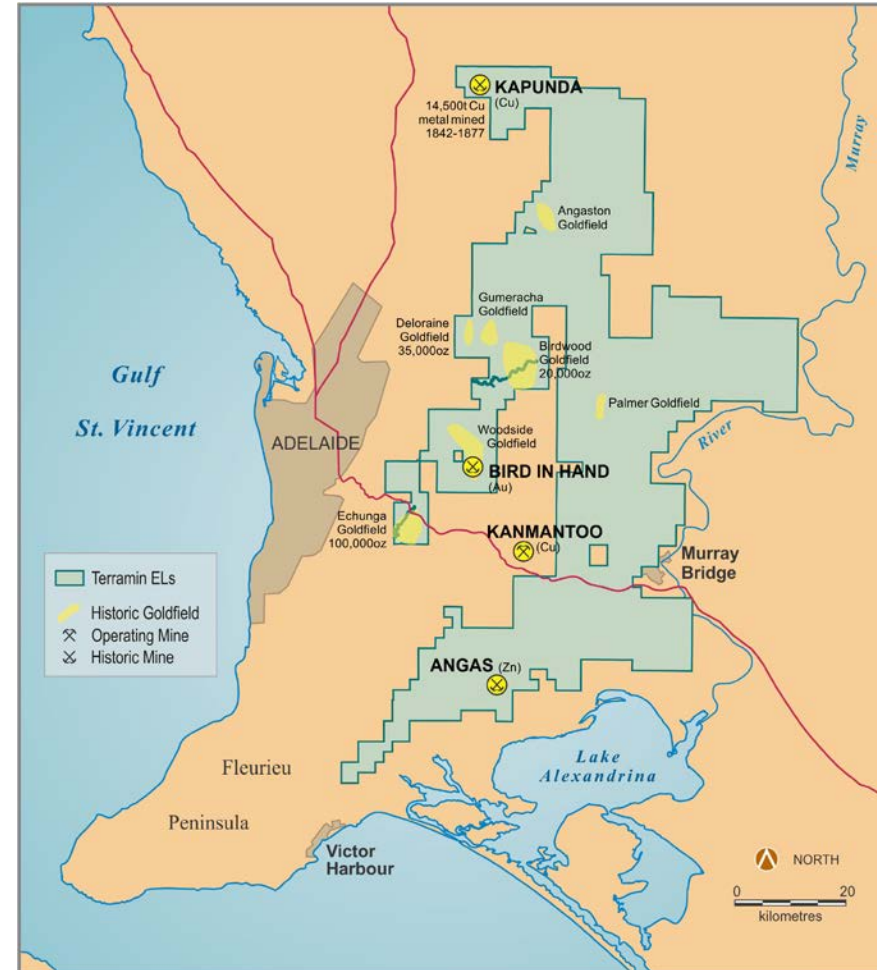 KAPUNDA
(Cu)
14,500t Cu
metal mined
1842-1877
Murray
Angaston
Goldfield
Gumeracha
Goldfield
Deloraine
Goldfield
35,000oz
Birdwood
Goldfield
20,000oz
Gulf
St. Vincent
Palmer Goldfield
ADELAIDE
Woodside
Goldfield
River
BIRD IN HAND
(Au)
Echunga
Goldfield
100,000oz
KANMANTOO
(Cu)
Murray
Bridge
Terramin ELs
Historic Goldfield
Operating Mine
Historic Mine
ANGAS (Zn)
Fleurieu
Peninsula
Lake
Alexandrina
Victor
Harbour
NORTH
0 20
kilometres